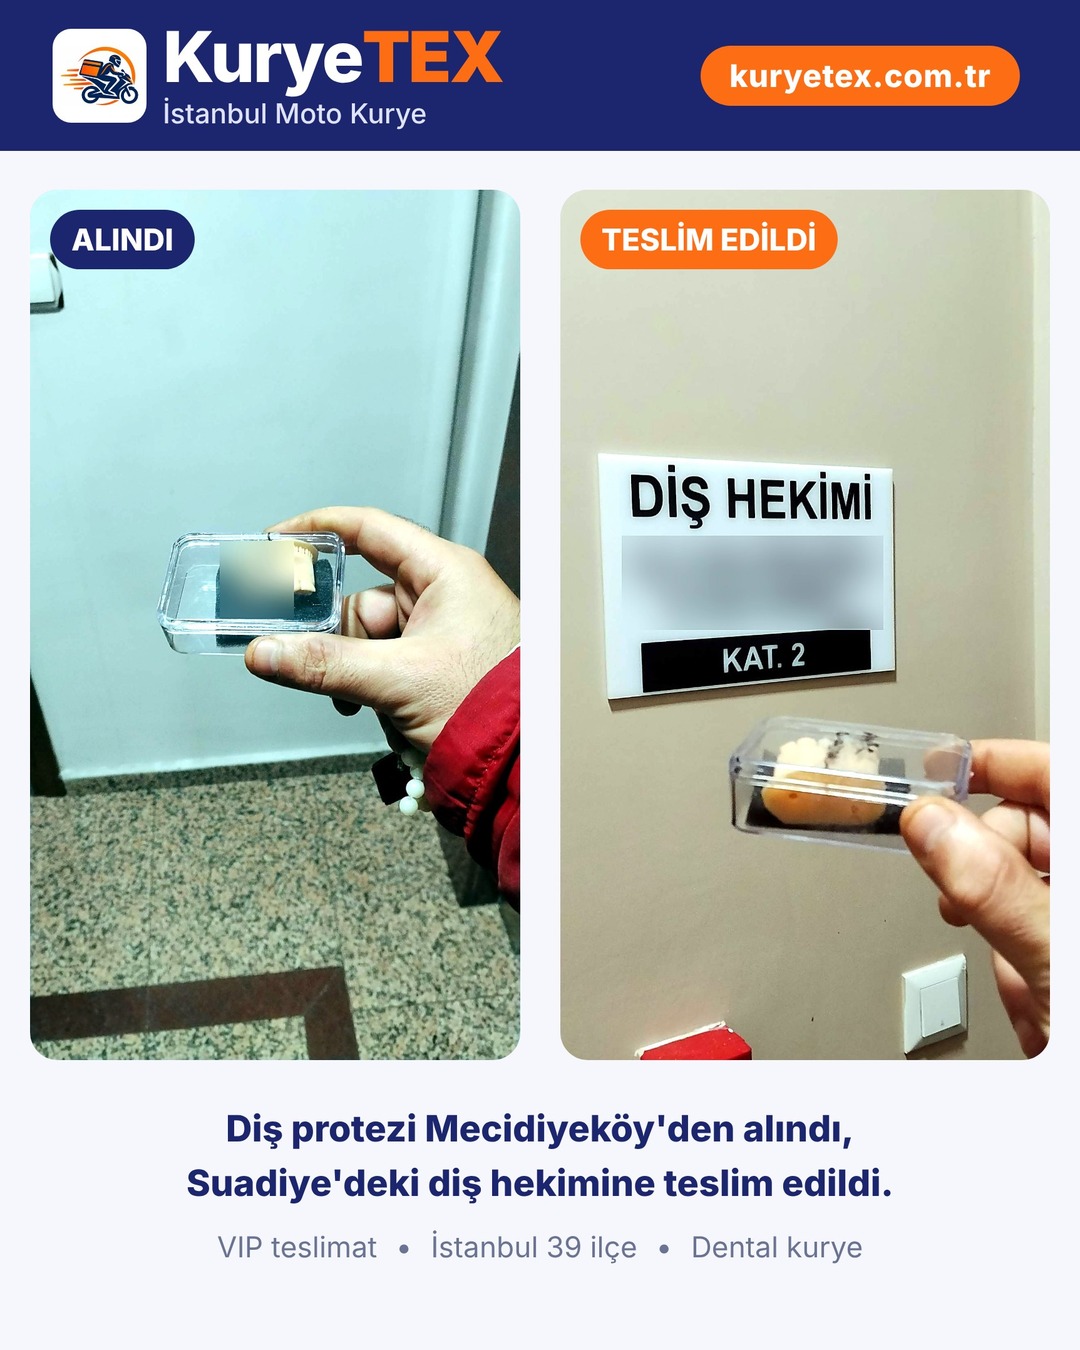 KuryeTEX
İstanbul Moto Kurye
kuryetex.com.tr
ALINDI
TESLİM EDİLDİ
DİŞ HEKİMİ
KAT. 2
Diş protezi Mecidiyeköy'den alındı,
Suadiye'deki diş hekimine teslim edildi.
VIP teslimat • İstanbul 39 ilçe • Dental kurye